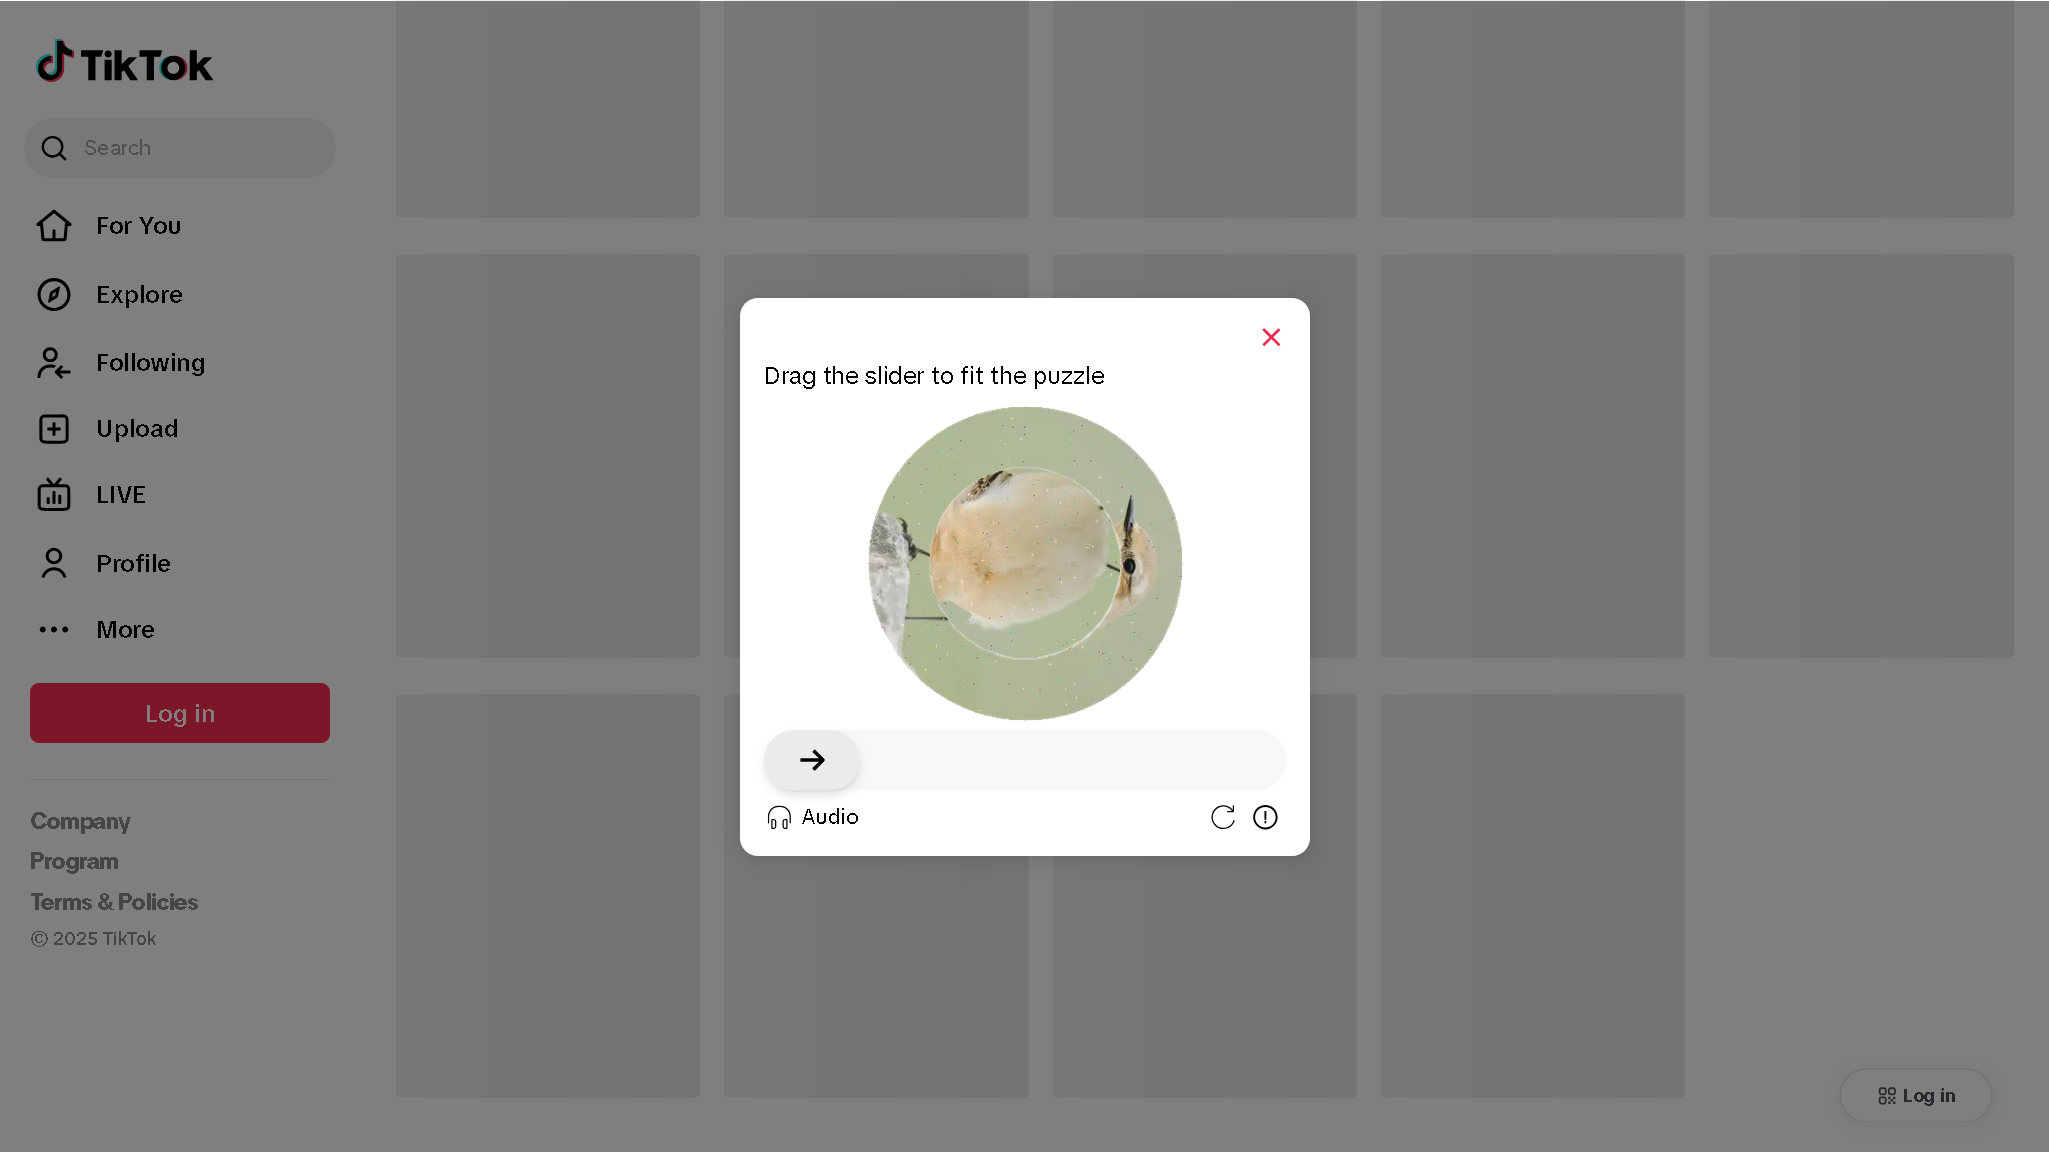 TikTok
Search
For You
Explore
Following
Upload
LIVE
Profile
More
Log in
Company
Program
Terms & Policies
© 2025 TikTok
Drag the slider to fit the puzzle
Audio
Log in